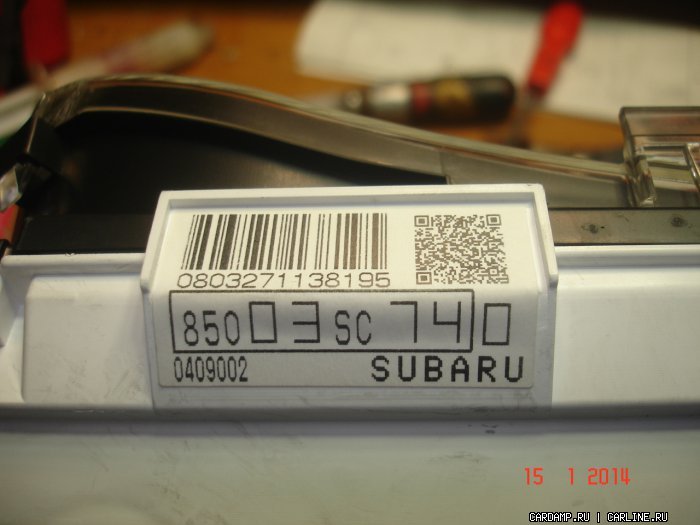 0803271138195
85003SC740
0409002 SUBARU
15 1 2014
CARDAMP.RU | CARLINE.RU